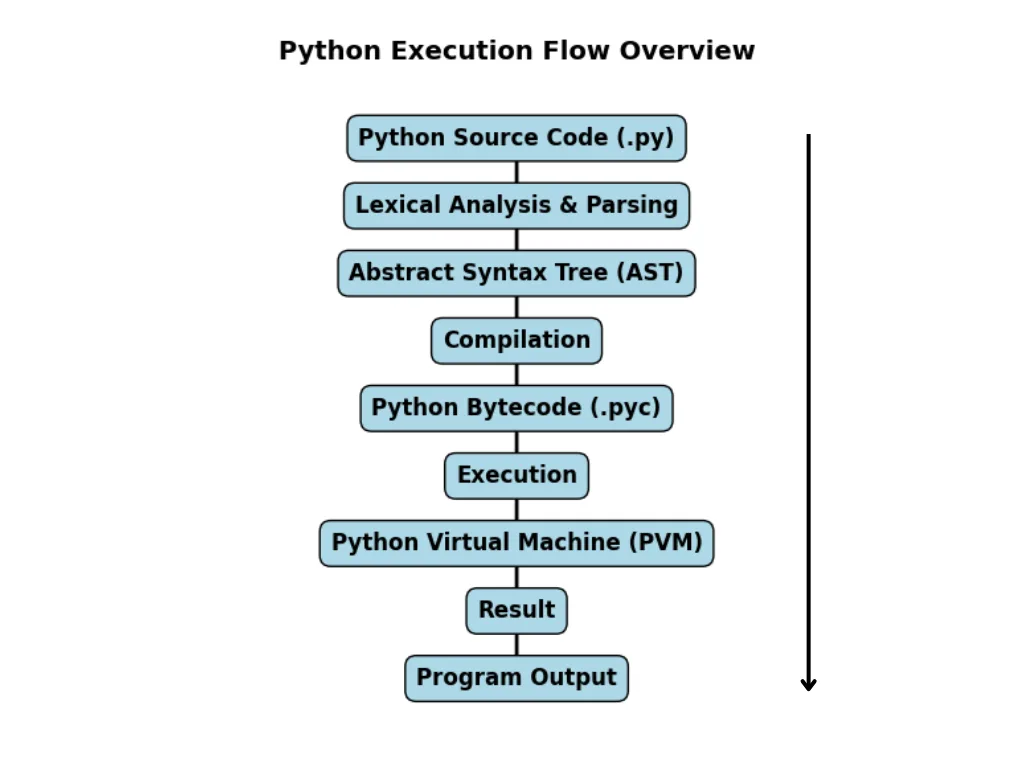 Python Execution Flow Overview
Python Source Code (.py)
Lexical Analysis & Parsing
Abstract Syntax Tree (AST)
Compilation
Python Bytecode (.pyc)
Execution
Python Virtual Machine (PVM)
Result
Program Output